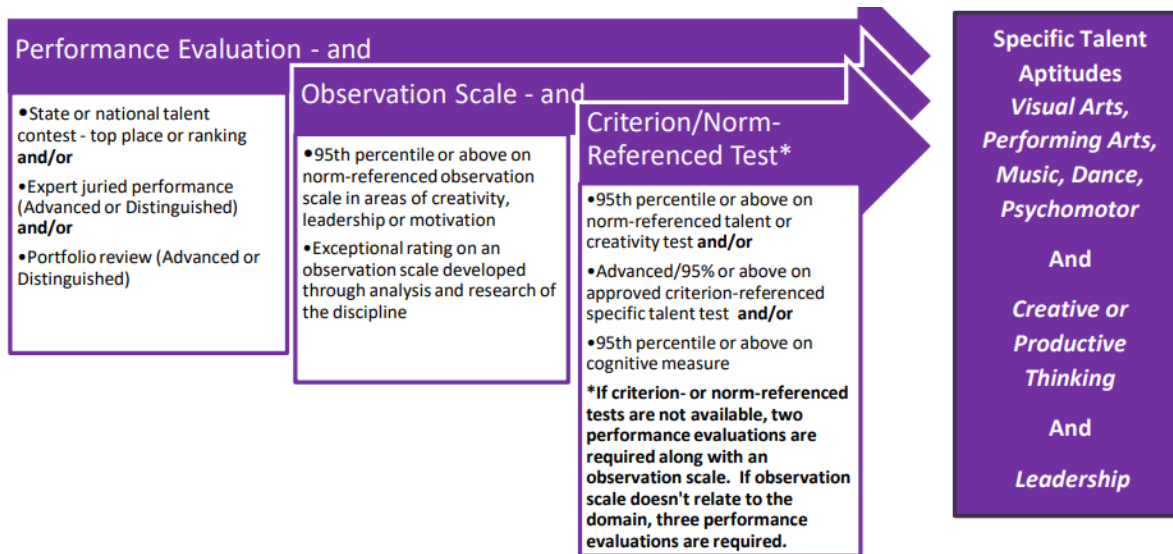 Performance Evaluation - and
•State or national talent
contest - top place or ranking
and/or
•Expert juried performance
(Advanced or Distinguished)
and/or
•Portfolio review (Advanced or
Distinguished)
Observation Scale - and
•95th percentile or above on
norm-referenced observation
scale in areas of creativity,
leadership or motivation
•Exceptional rating on an
observation scale developed
through analysis and research of
the discipline
Criterion/Norm-
Referenced Test*
•95th percentile or above on
norm-referenced talent or
creativity test and/or
•Advanced/95% or above on
approved criterion-referenced
specific talent test and/or
•95th percentile or above on
cognitive measure
*If criterion- or norm-referenced
tests are not available, two
performance evaluations are
required along with an
observation scale. If observation
scale doesn't relate to the
domain, three performance
evaluations are required.
Specific Talent
Aptitudes
Visual Arts,
Performing Arts,
Music, Dance,
Psychomotor
And
Creative or
Productive
Thinking
And
Leadership